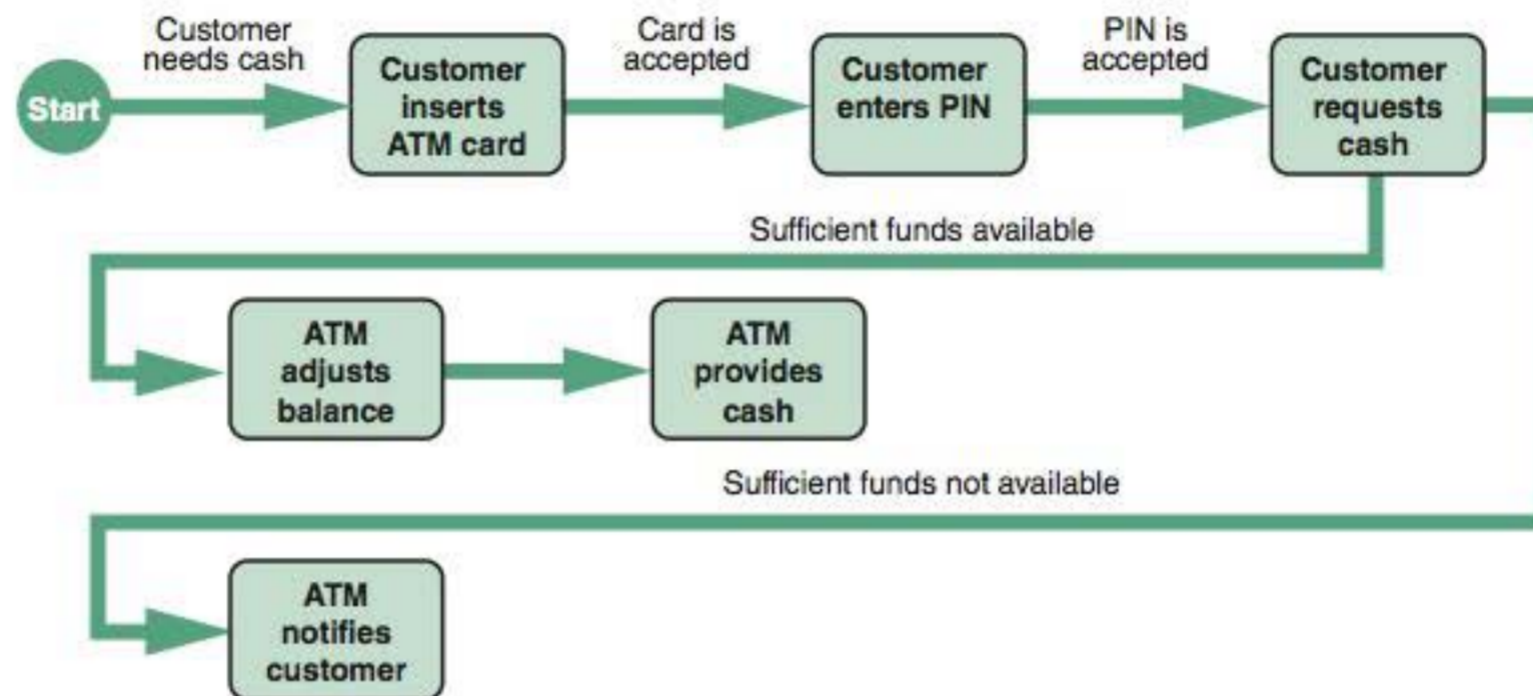 Start
Customer
needs cash
Customer
inserts
ATM card
Card is
accepted
Customer
enters PIN
PIN is
accepted
Customer
requests
cash
Sufficient funds available
ATM
adjusts
balance
ATM
provides
cash
Sufficient funds not available
ATM
notifies
customer